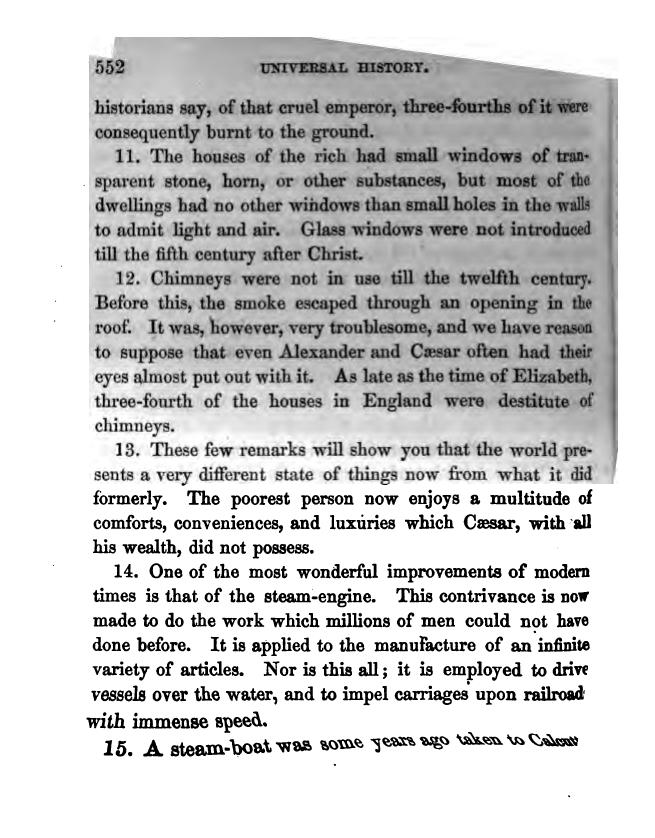 552 UNIVERSAL HISTORY.
historians say, of that cruel emperor, three-fourths of it were
consequently burnt to the ground.
11. The houses of the rich had small windows of tran-
sparent stone, horn, or other substances, but most of the
dwellings had no other windows than small holes in the walls
to admit light and air. Glass windows were not introduced
till the fifth century after Christ.
12. Chimneys were not in use till the twelfth century.
Before this, the smoke escaped through an opening in the
roof. It was, however, very troublesome, and we have reason
to suppose that even Alexander and Cæsar often had their
eyes almost put out with it. As late as the time of Elizabeth,
three-fourth of the houses in England were destitute of
chimneys.
13. These few remarks will show you that the world pre-
sents a very different state of things now from what it did
formerly. The poorest person now enjoys a multitude of
comforts, conveniences, and luxuries which Cæsar, with all
his wealth, did not possess.
14. One of the most wonderful improvements of modern
times is that of the steam-engine. This contrivance is now
made to do the work which millions of men could not have
done before. It is applied to the manufacture of an infinite
variety of articles. Nor is this all; it is employed to drive
vessels over the water, and to impel carriages upon railroad
with immense speed.
15. A steam-boat was some years ago taken to